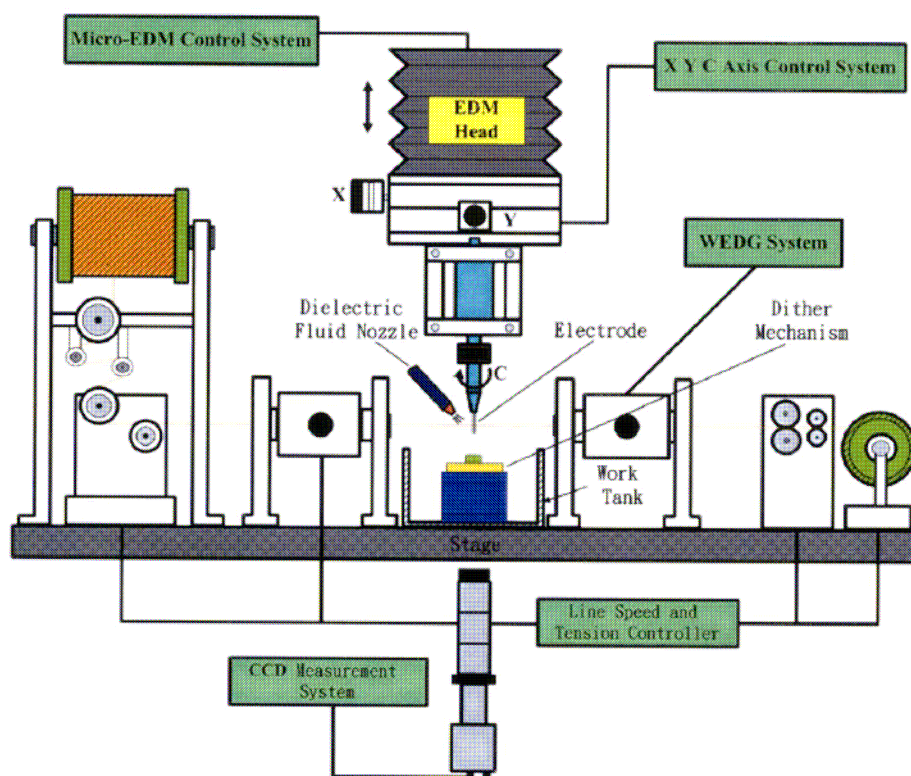 Micro-EDM Control System
X Y C Axis Control System
EDM
Head
X
Y
WEDG System
Dielectric
Fluid Nozzle
Electrode
Dither
Mechanism
C
Work
Tank
Stage
Line Speed and
Tension Controller
CCD Measurement
System